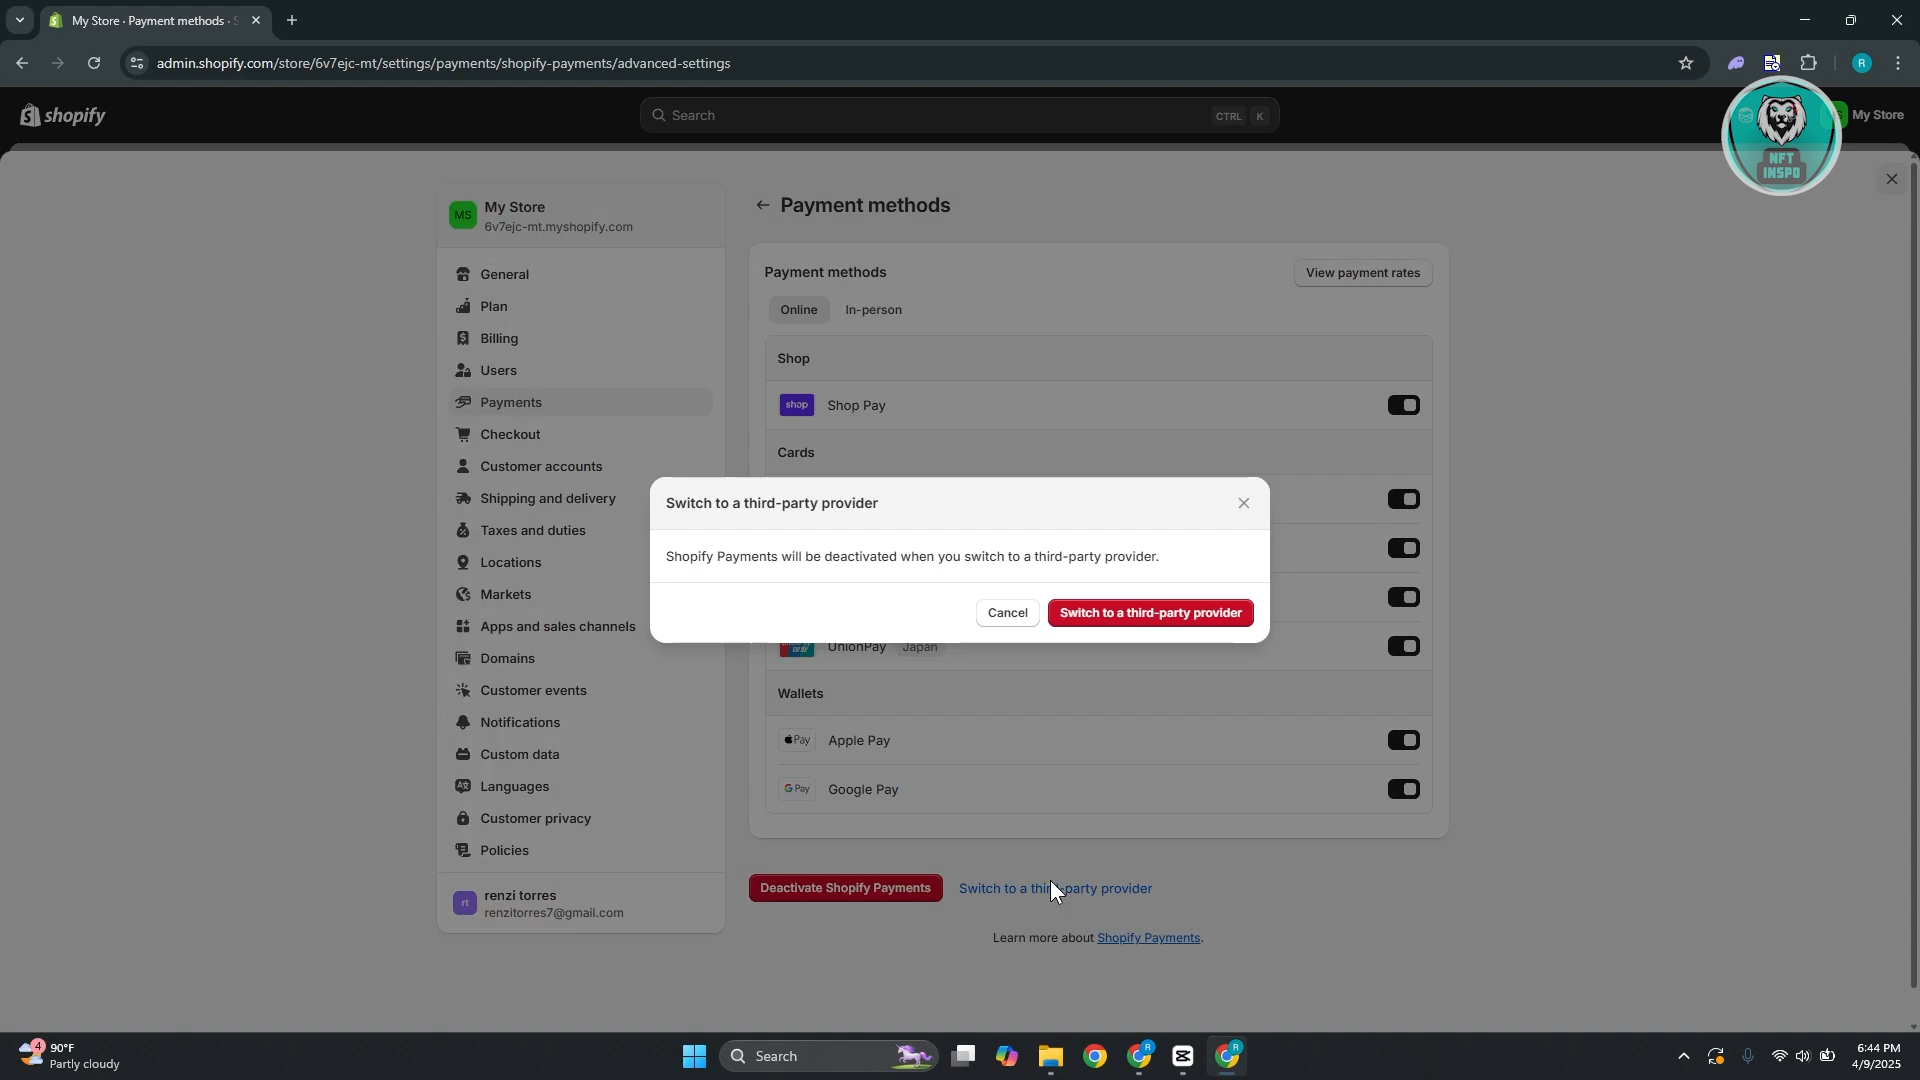 My Store · Payment methods ·
admin.shopify.com/store/6v7ejc-mt/settings/payments/shopify-payments/advanced-settings
R
shopify
Search
CTRL K
My Store
NFT
INSPO
MS
My Store
6v7ejc-mt.myshopify.com
General
Plan
Billing
Users
Payments
Checkout
Customer accounts
Shipping and delivery
Taxes and duties
Locations
Markets
Apps and sales channels
Domains
Customer events
Notifications
Custom data
Languages
Customer privacy
Policies
rt
renzi torres
renzitorres7@gmail.com
Payment methods
Payment methods
View payment rates
Online
In-person
Shop
shop
Shop Pay
Cards
Switch to a third-party provider
Shopify Payments will be deactivated when you switch to a third-party provider.
Cancel
Switch to a third-party provider
UnionPay
Japan
Wallets
Pay
Apple Pay
G Pay
Google Pay
Deactivate Shopify Payments
Switch to a third-party provider
Learn more about Shopify Payments.
4
90°F
Partly cloudy
Search
R
R
6:44 PM
4/9/2025